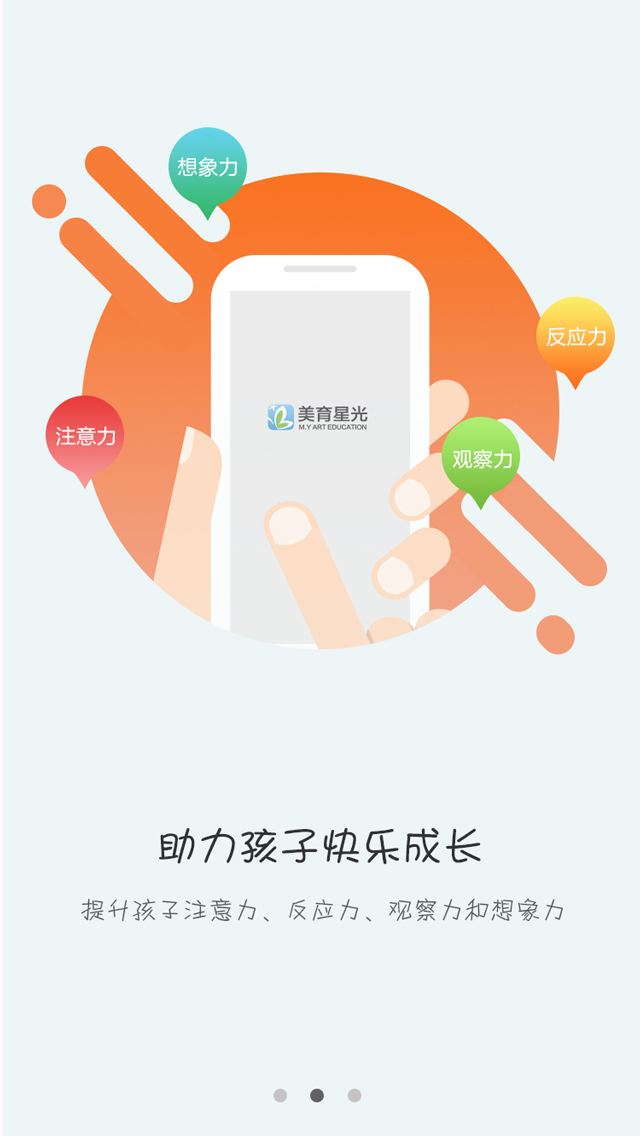 想象力
反应力
美育星光
M.Y ART EDUCATION
注意力
观察力
助力孩子快乐成长
提升孩子注意力、反应力、观察力和想象力